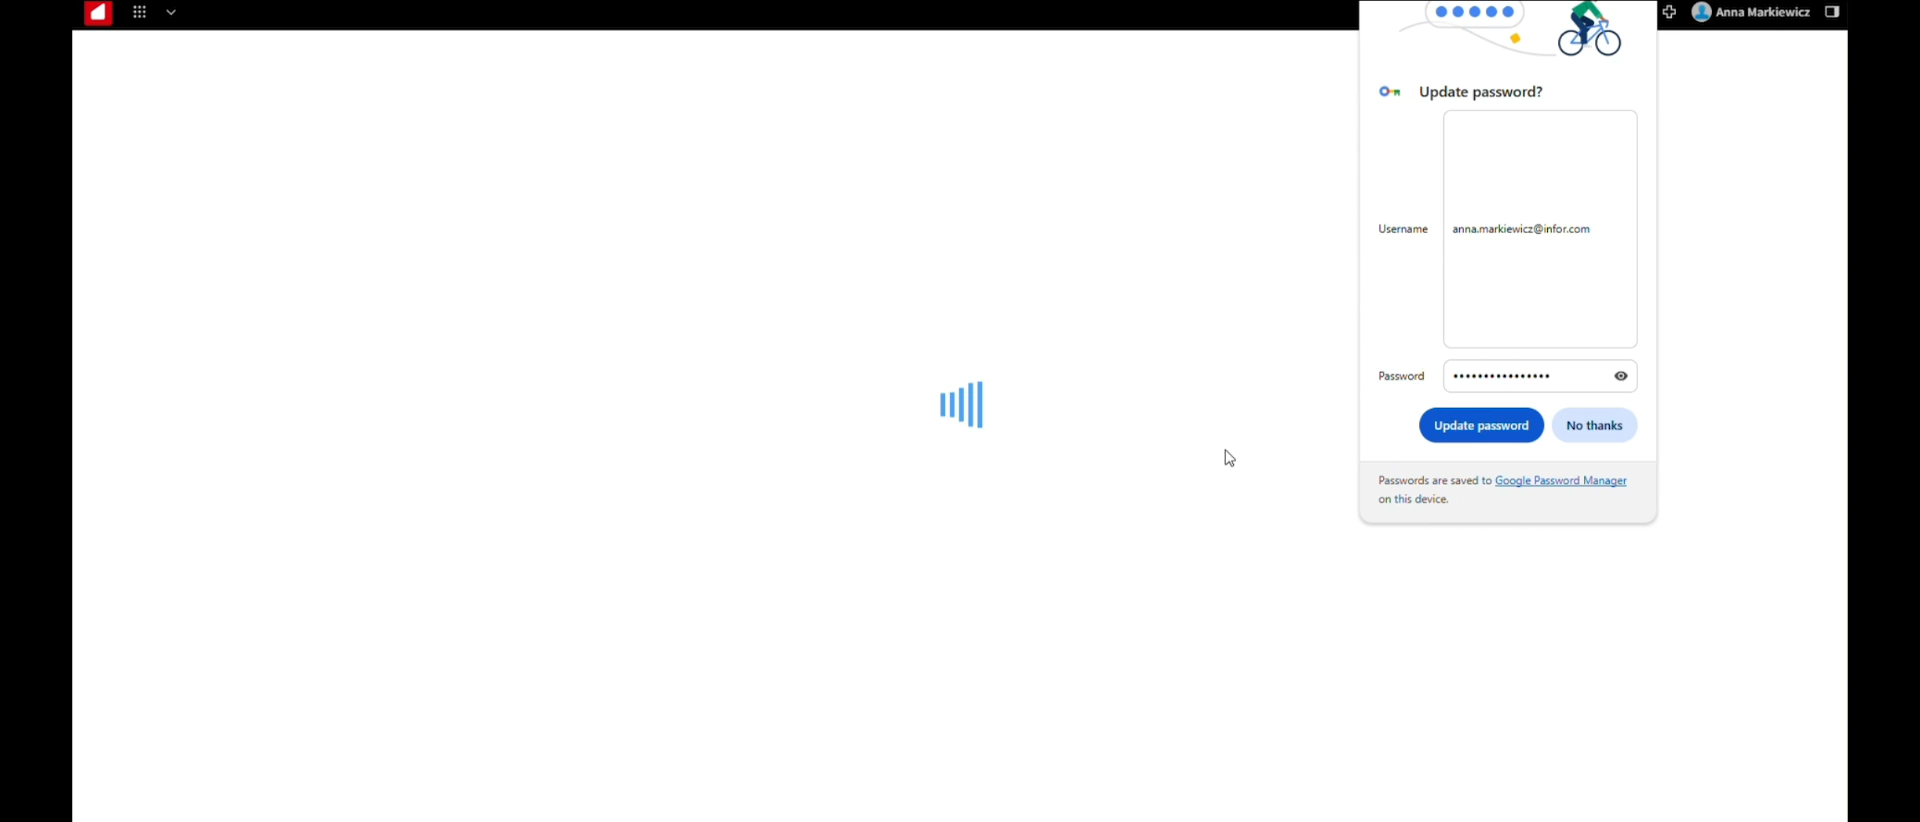 Anna Markiewicz
Update password?
Username
anna.markiewicz@infor.com
Password
••••••••••••••••
Update password
No thanks
Passwords are saved to Google Password Manager
on this device.